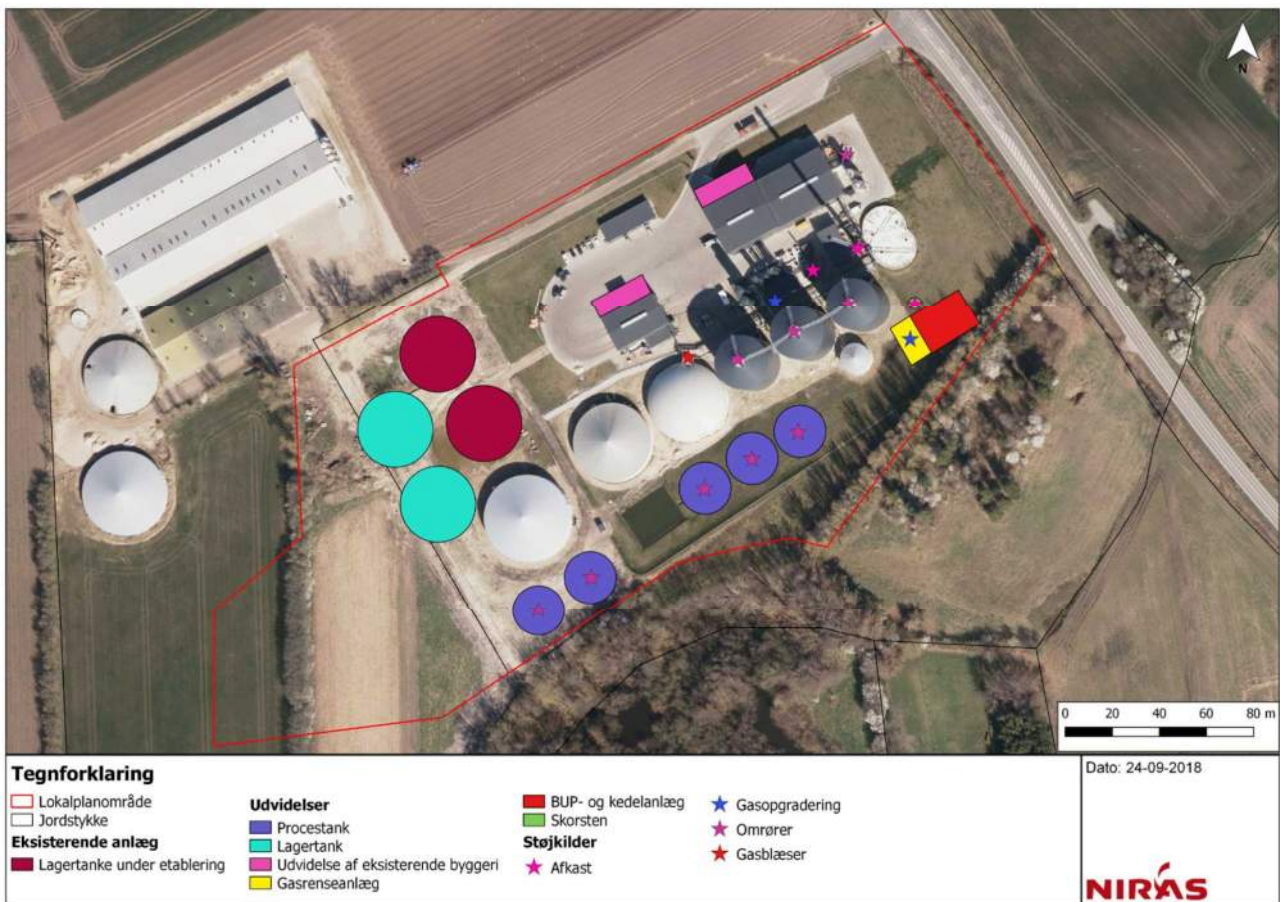 N
0 20 40 60 80 m
Tegnforklaring
Lokalplanområde
Jordstykke
Eksisterende anlæg
Lagertanke under etablering
Udvidelser
Procestank
Lagertank
Udvidelse af eksisterende byggeri
Gasrenseanlæg
BUP- og kedelanlæg
Skorsten
Støjkilder
Afkast
Gasopgradering
Omrører
Gasblæser
Dato: 24-09-2018
NIRAS